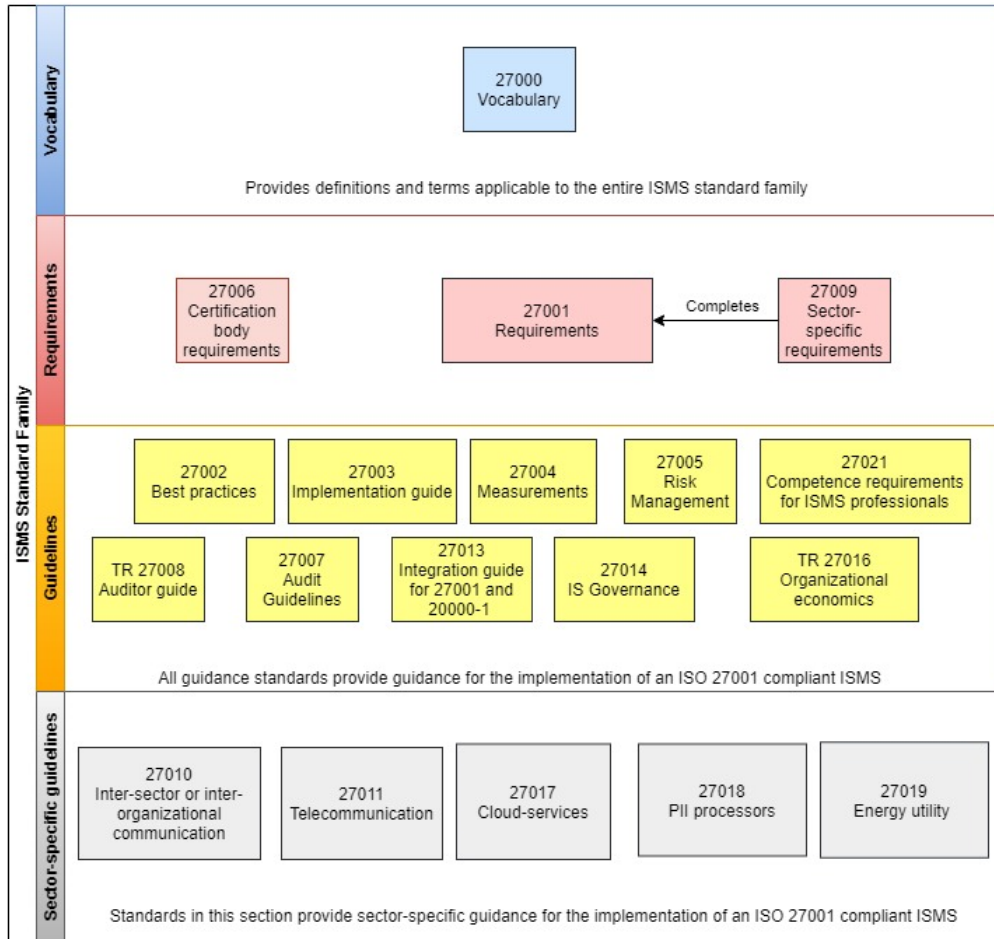 ISMS Standard Family
Vocabulary
27000
Vocabulary
Provides definitions and terms applicable to the entire ISMS standard family
Requirements
27006
Certification
body
requirements
27001
Requirements
Completes
27009
Sector-
specific
requirements
Guidelines
27002
Best practices
27003
Implementation guide
27004
Measurements
27005
Risk
Management
27021
Competence requirements
for ISMS professionals
TR 27008
Auditor guide
27007
Audit
Guidelines
27013
Integration guide
for 27001 and
20000-1
27014
IS Governance
TR 27016
Organizational
economics
All guidance standards provide guidance for the implementation of an ISO 27001 compliant ISMS
Sector-specific guidelines
27010
Inter-sector or inter-
organizational
communication
27011
Telecommunication
27017
Cloud-services
27018
PII processors
27019
Energy utility
Standards in this section provide sector-specific guidance for the implementation of an ISO 27001 compliant ISMS